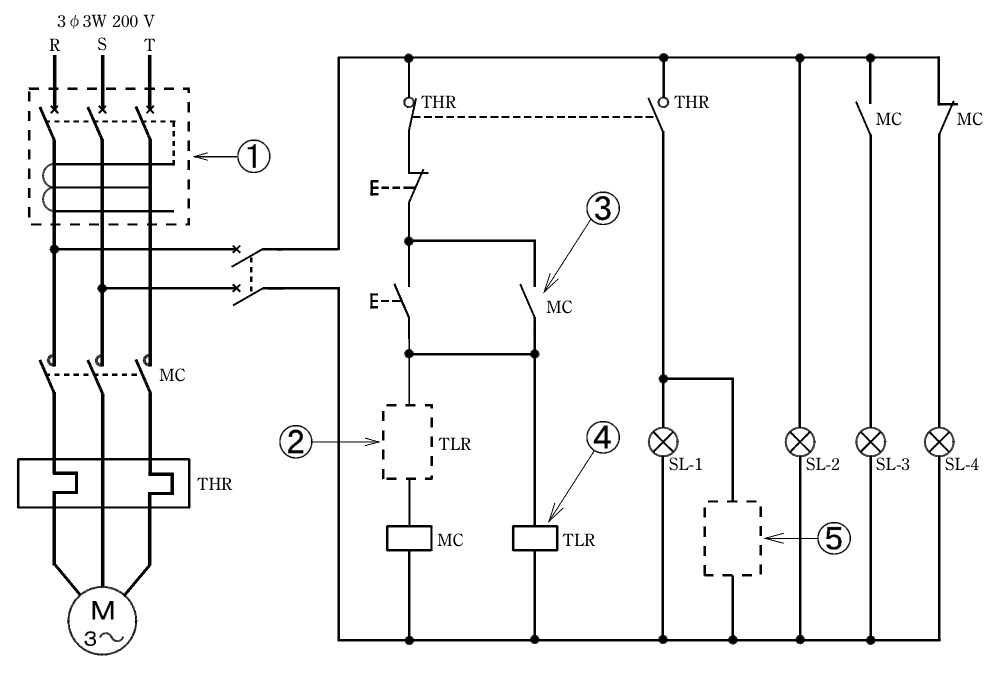 3φ3W 200 V
R S T
THR THR
MC MC
①
E
③
E MC
MC
② TLR ④
SL-1 SL-2 SL-3 SL-4
THR
MC TLR ⑤
M
3～